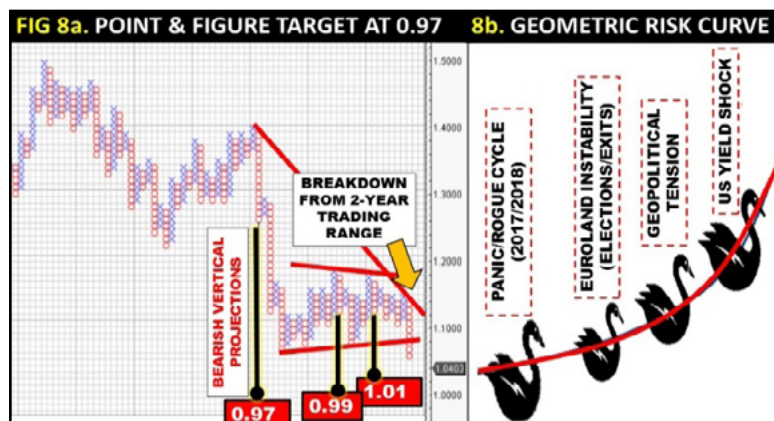 FIG 8a. POINT & FIGURE TARGET AT 0.97
8b. GEOMETRIC RISK CURVE
1.5000
1.4000
1.3000
1.2000
1.1000
1.0403
1.0000
BREAKDOWN
FROM 2-YEAR
TRADING
RANGE
BEARISH VERTICAL
PROJECTIONS
0.97
0.99
1.01
PANIC/ROGUE CYCLE
(2017/2018)
EUROLAND INSTABILITY
(ELECTIONS/EXITS)
GEOPOLITICAL
TENSION
US YIELD SHOCK